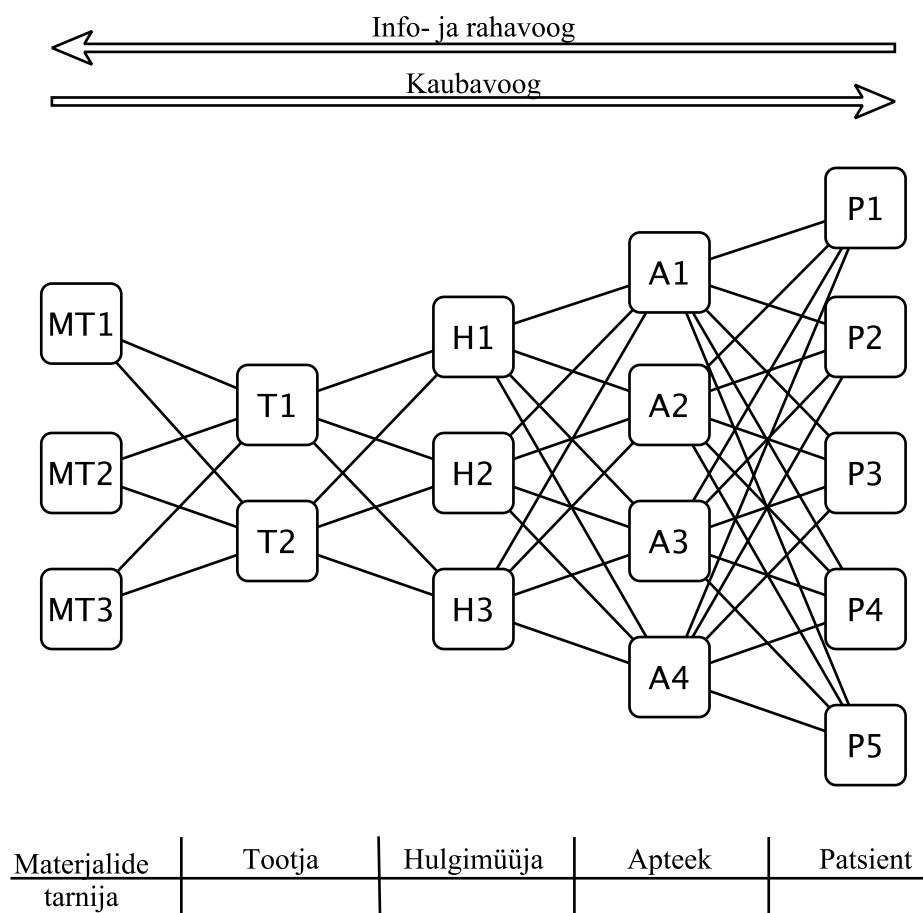 Info- ja rahavoog
Kaubavoog
MT1
MT2
MT3
T1
T2
H1
H2
H3
A1
A2
A3
A4
P1
P2
P3
P4
P5
Materjalide
tarnija
Tootja
Hulgimüüja
Apteek
Patsient